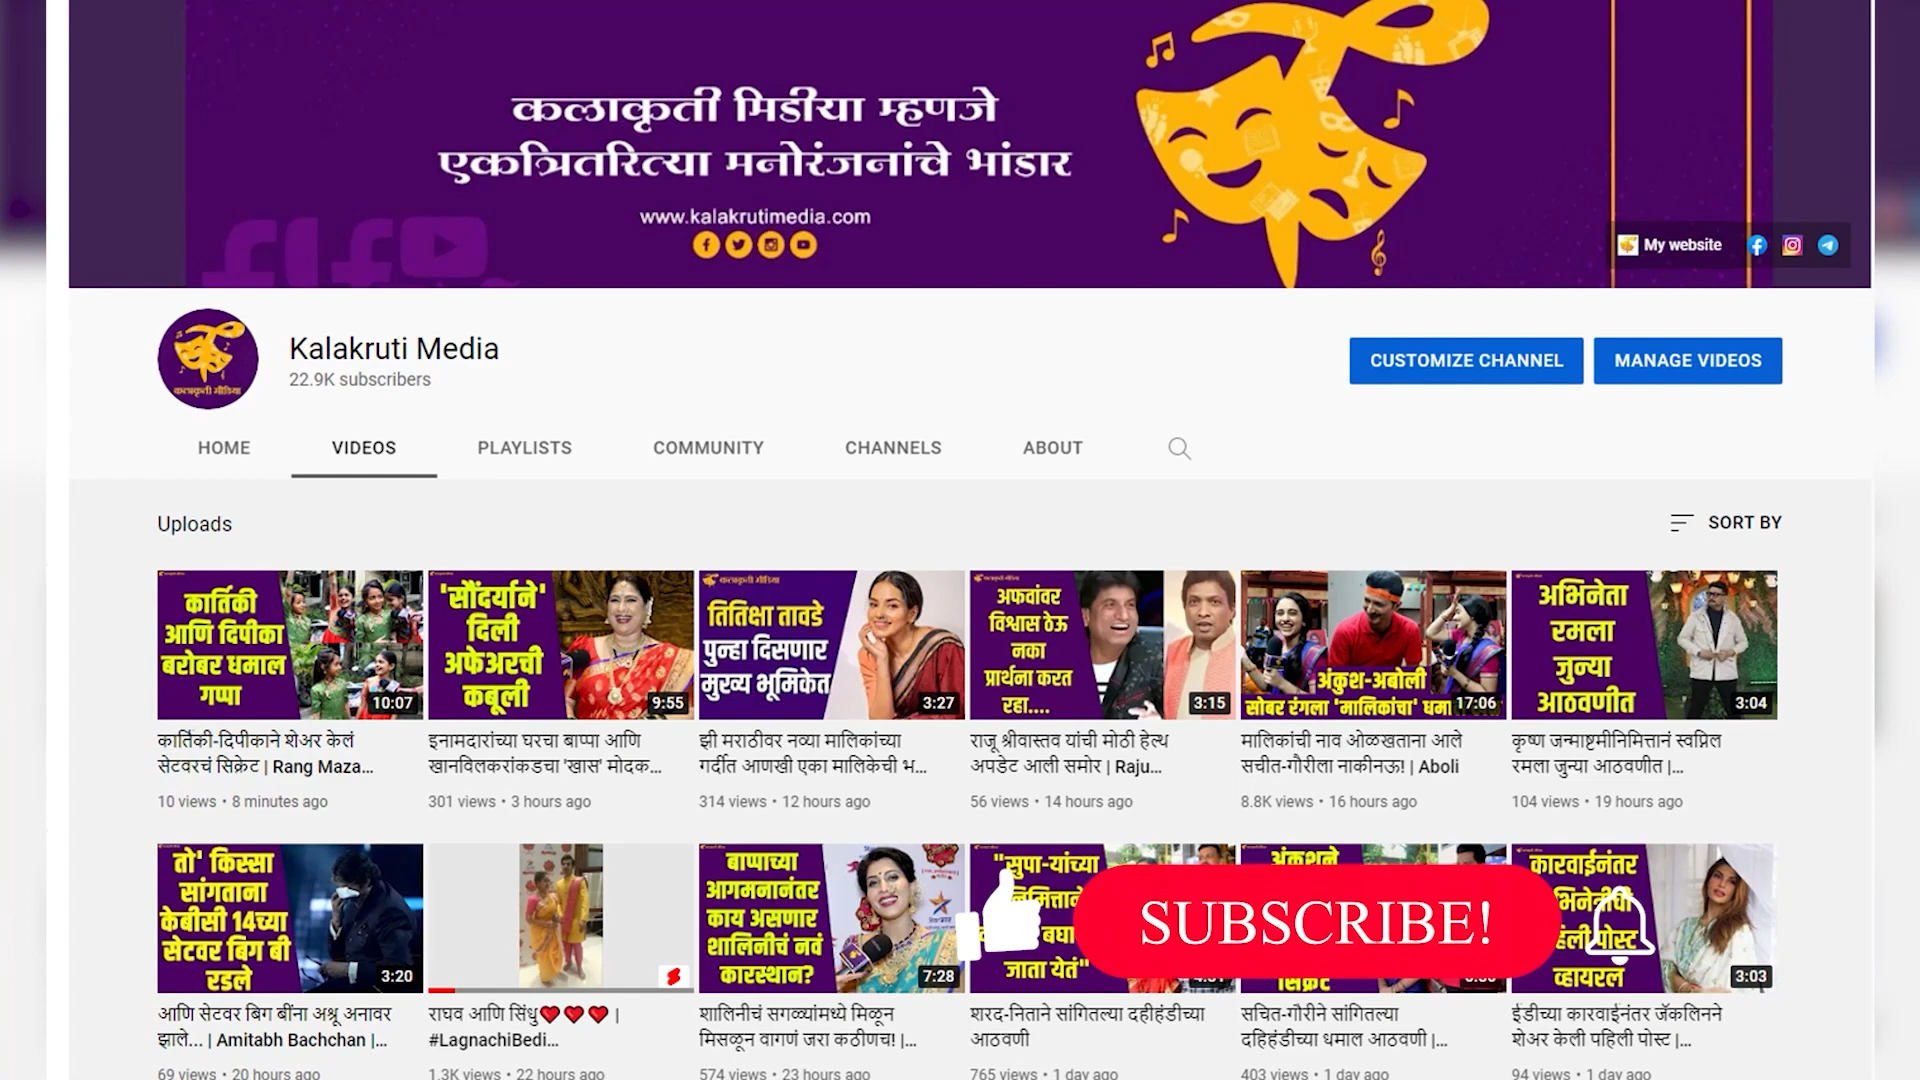 कलाकृती मिडीया म्हणजे
एकत्रितरित्या मनोरंजनांचे भांडार
www.kalakrutimedia.com
My website
कलाकृती मीडिया
Kalakruti Media
22.9K subscribers
CUSTOMIZE CHANNEL
MANAGE VIDEOS
HOME
VIDEOS
PLAYLISTS
COMMUNITY
CHANNELS
ABOUT
Uploads
SORT BY
कार्तिकी
आणि दिपीका
बरोबर धमाल
गप्पा
10:07
'सौंदर्याने'
दिली
अफेअरची
कबूली
9:55
कलाकृती मीडिया
तितिक्षा तावडे
पुन्हा दिसणार
मुख्य भूमिकेत
3:27
कलाकृती मीडिया
अफवांवर
विश्वास ठेऊ
नका
प्रार्थना करत
रहा....
3:15
अंकुश-अबोली
सोबर रंगला 'मालिकांचा'
17:06
अभिनेता
रमला
जुन्या
आठवणीत
3:04
कार्तिकी-दिपीकाने शेअर केलं
सेटवरचं सिक्रेट | Rang Maza...
10 views • 8 minutes ago
इनामदारांच्या घरचा बाप्पा आणि
खानविलकरांकडचा 'खास' मोदक...
301 views • 3 hours ago
झी मराठीवर नव्या मालिकांच्या
गर्दीत आणखी एका मालिकेची भ...
314 views • 12 hours ago
राजू श्रीवास्तव यांची मोठी हेल्थ
अपडेट आली समोर | Raju...
56 views • 14 hours ago
मालिकांची नाव ओळखताना आले
सचीत-गौरीला नाकीनऊ! | Aboli
8.8K views • 16 hours ago
कृष्ण जन्माष्टमीनिमित्तानं स्वप्निल
रमला जुन्या आठवणीत |...
104 views • 19 hours ago
तो' किस्सा
सांगताना
केबीसी 14च्या
सेटवर बिग बी
रडले
3:20
बाप्पाच्या
आगमनानंतर
काय असणार
शालिनीचं नवं
कारस्थान?
7:28
"सुपा-यांच्या
जाता येतं"
अंकुशने
सिक्रेट
कारवाईनंतर
पोस्ट
व्हायरल
3:03
SUBSCRIBE!
आणि सेटवर बिग बींना अश्रू अनावर
झाले... | Amitabh Bachchan |...
69 views • 20 hours ago
राघव आणि सिंधु❤❤❤ |
#LagnachiBedi...
1.3K views • 22 hours ago
शालिनीचं सगळ्यांमध्ये मिळून
मिसळून वागणं जरा कठीणच! |...
574 views • 23 hours ago
शरद-निताने सांगितल्या दहीहंडीच्या
आठवणी
765 views • 1 day ago
सचित-गौरीने सांगितल्या
दहिहंडीच्या धमाल आठवणी |...
403 views • 1 day ago
ईडीच्या कारवाईनंतर जॅकलिनने
शेअर केली पहिली पोस्ट |...
94 views • 1 day ago